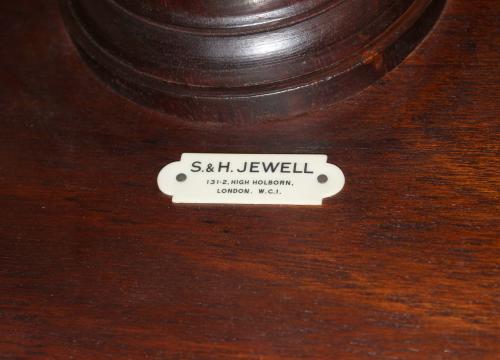 S. & H. JEWELL
131-2, HIGH HOLBORN,
LONDON. W.C.1.